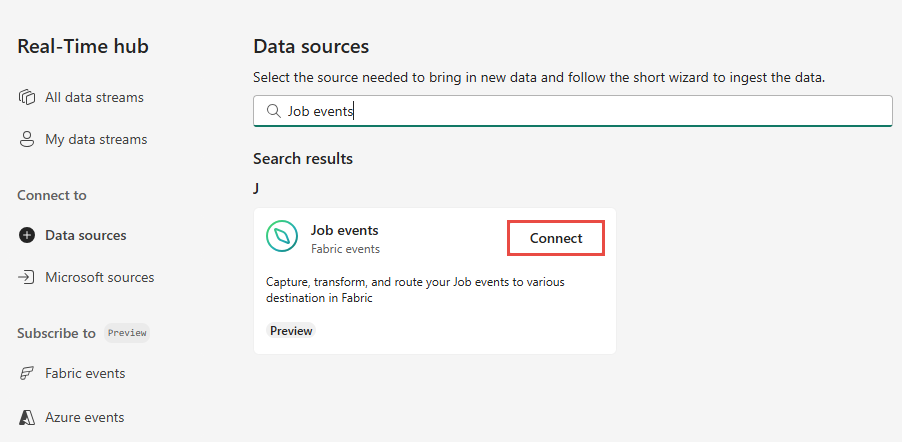 Real-Time hub
All data streams
My data streams
Connect to
Data sources
Microsoft sources
Subscribe to Preview
Fabric events
Azure events
Data sources
Select the source needed to bring in new data and follow the short wizard to ingest the data.
Job events
Search results
J
Job events
Fabric events
Connect
Capture, transform, and route your Job events to various
destination in Fabric
Preview